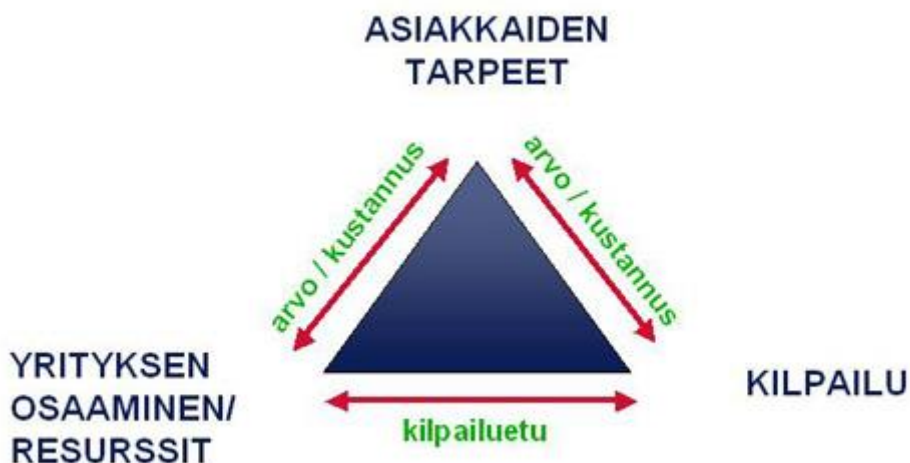 ASIAKKAIDEN
TARPEET
arvo / kustannus
arvo / kustannus
YRITYKSEN
OSAAMINEN/
RESURSSIT
KILPAILU
kilpailuetu